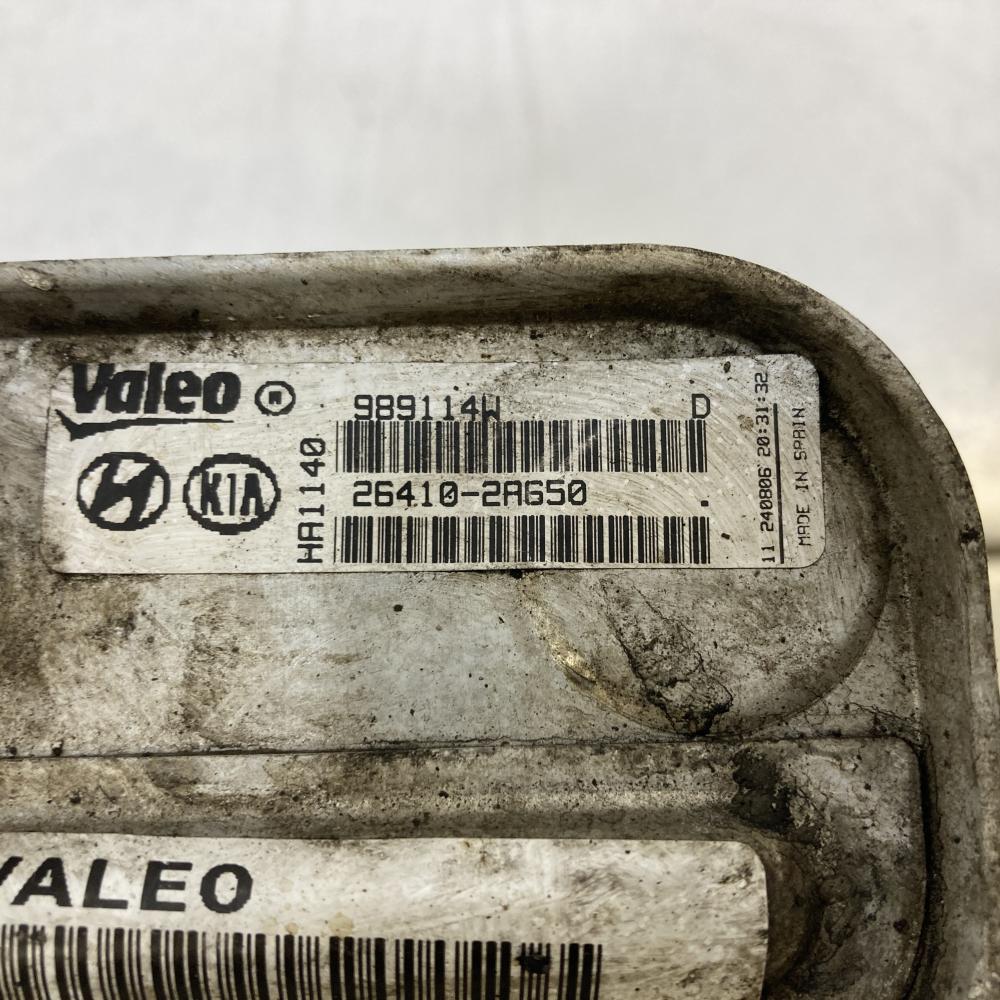 Valeo
989114W D
HA1140
KIA
26410-2A650
11 240806 20:31:32
MADE IN SPAIN
VALEO